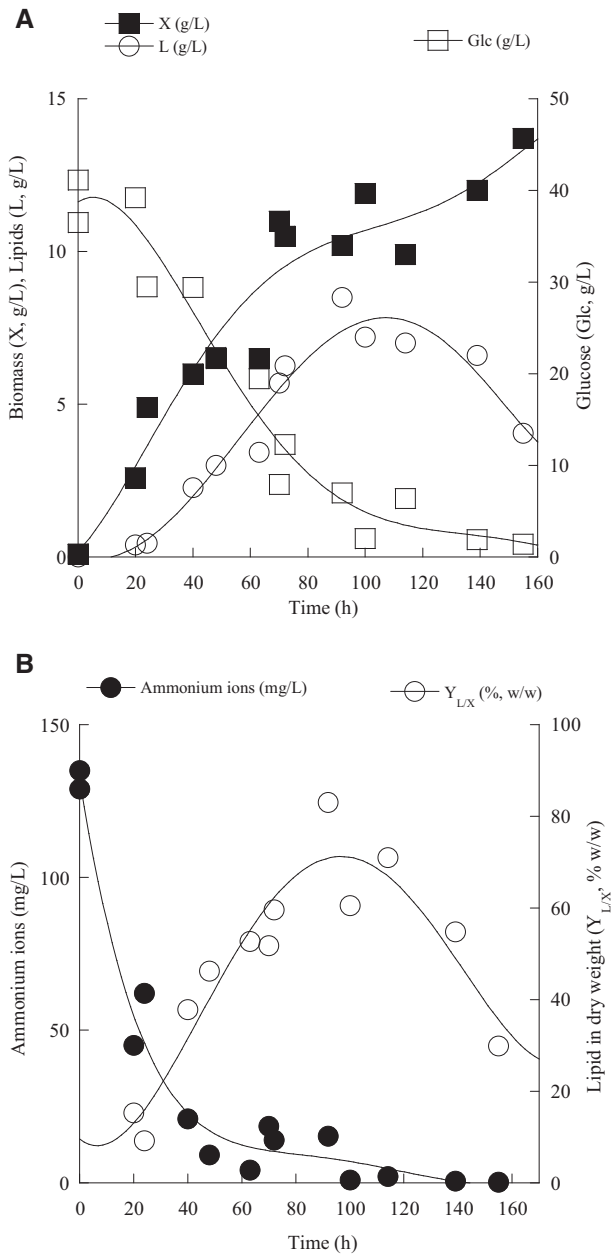 A
X (g/L)
L (g/L)
Glc (g/L)
15
10
5
0
50
40
30
20
10
0
0 20 40 60 80 100 120 140 160
Time (h)
Biomass (X, g/L), Lipids (L, g/L)
Glucose (Glc, g/L)
B
Ammonium ions (mg/L)
Y_{L/X} (%, w/w)
150
100
50
0
100
80
60
40
20
0
0 20 40 60 80 100 120 140 160
Time (h)
Ammonium ions (mg/L)
Lipid in dry weight (Y_{L/X}, % w/w)